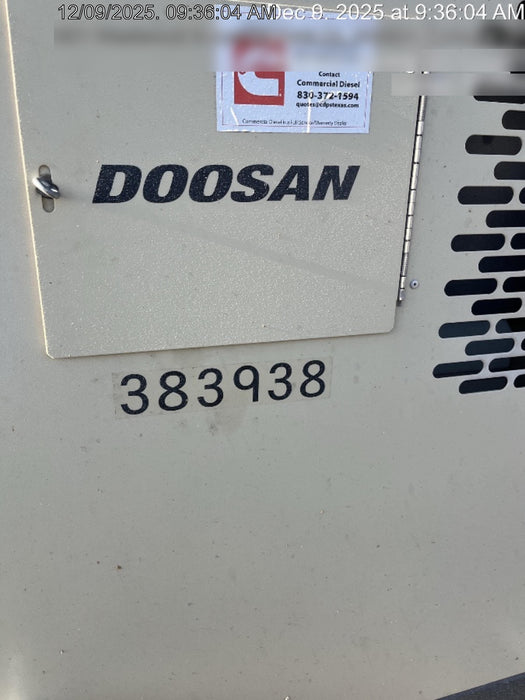 12/09/2025. 09:36:04 AM
Dec 9, 2025 at 9:36:04 AM
Contact
Commercial Diesel
830-372-1594
quotes@cdpstexas.com
DOOSAN
383938